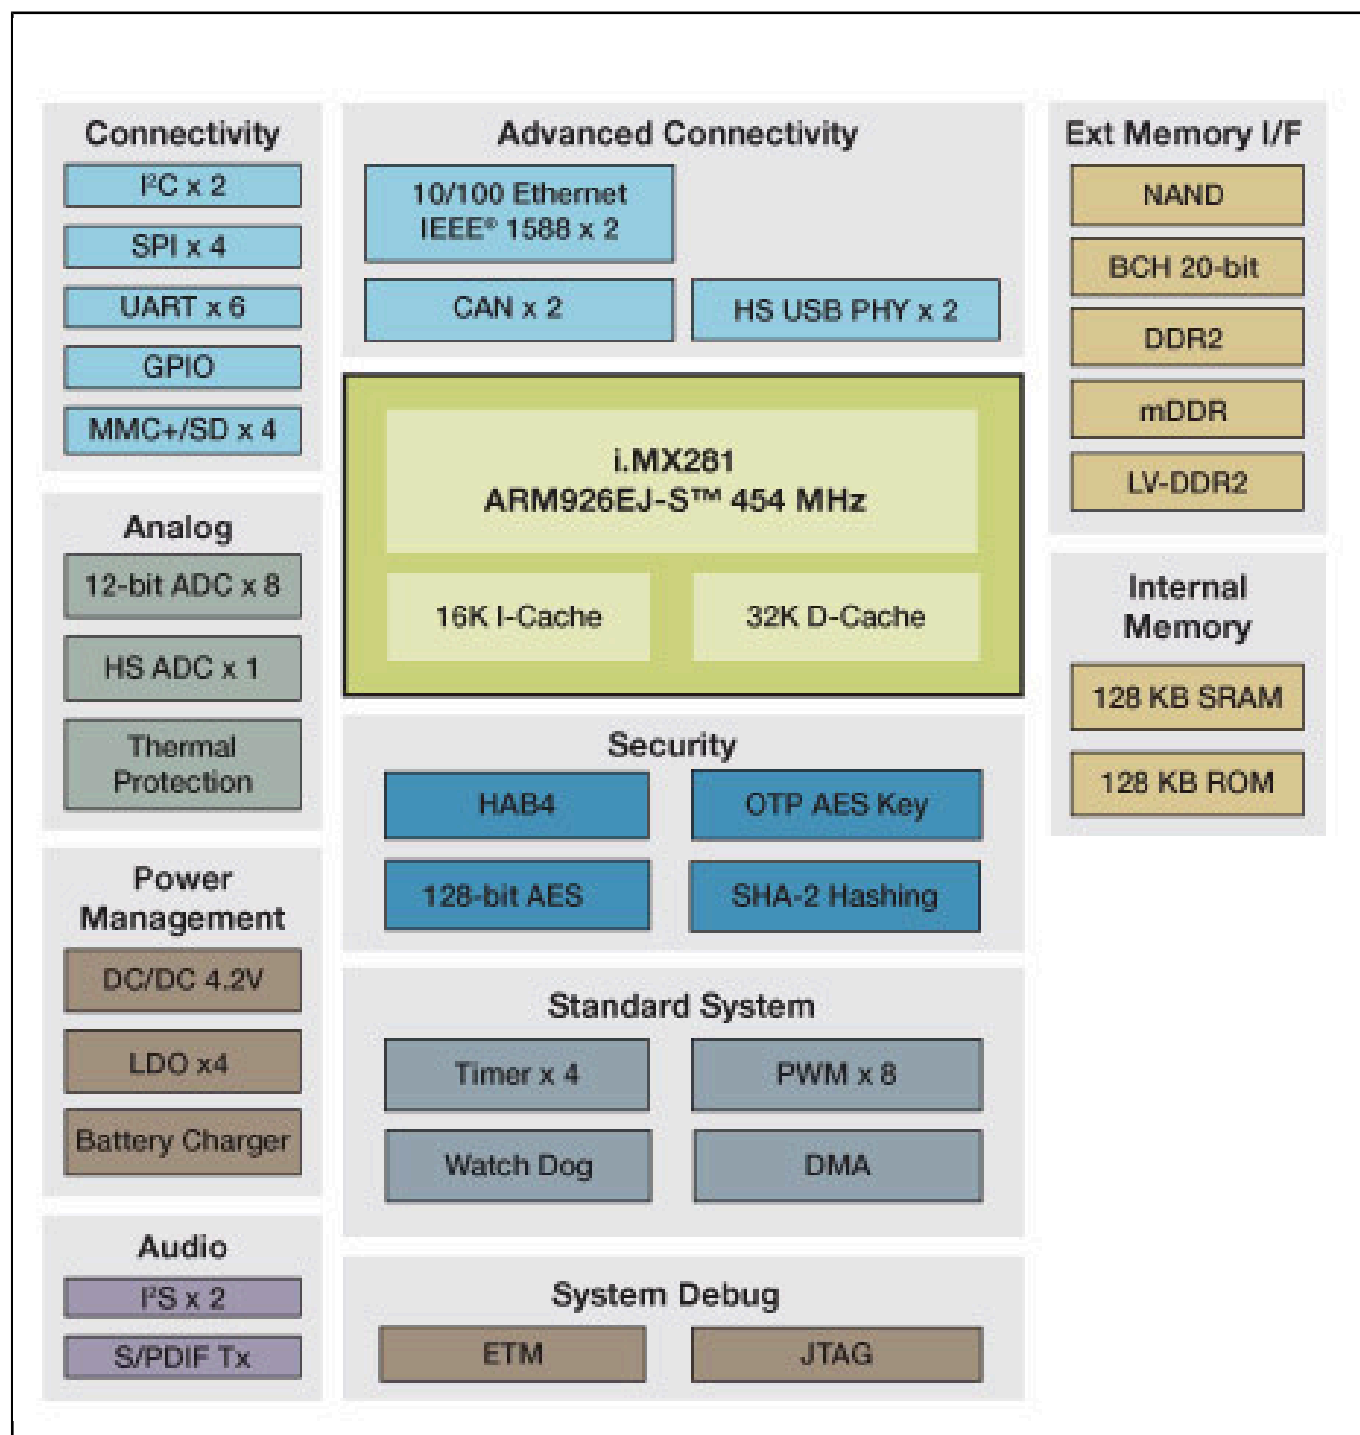 Connectivity
I²C x 2
SPI x 4
UART x 6
GPIO
MMC+/SD x 4
Analog
12-bit ADC x 8
HS ADC x 1
Thermal
Protection
Power
Management
DC/DC 4.2V
LDO x4
Battery Charger
Audio
I²S x 2
S/PDIF Tx
Advanced Connectivity
10/100 Ethernet
IEEE® 1588 x 2
CAN x 2
HS USB PHY x 2
i.MX281
ARM926EJ-S™ 454 MHz
16K I-Cache
32K D-Cache
Security
HAB4
OTP AES Key
128-bit AES
SHA-2 Hashing
Standard System
Timer x 4
PWM x 8
Watch Dog
DMA
System Debug
ETM
JTAG
Ext Memory I/F
NAND
BCH 20-bit
DDR2
mDDR
LV-DDR2
Internal
Memory
128 KB SRAM
128 KB ROM